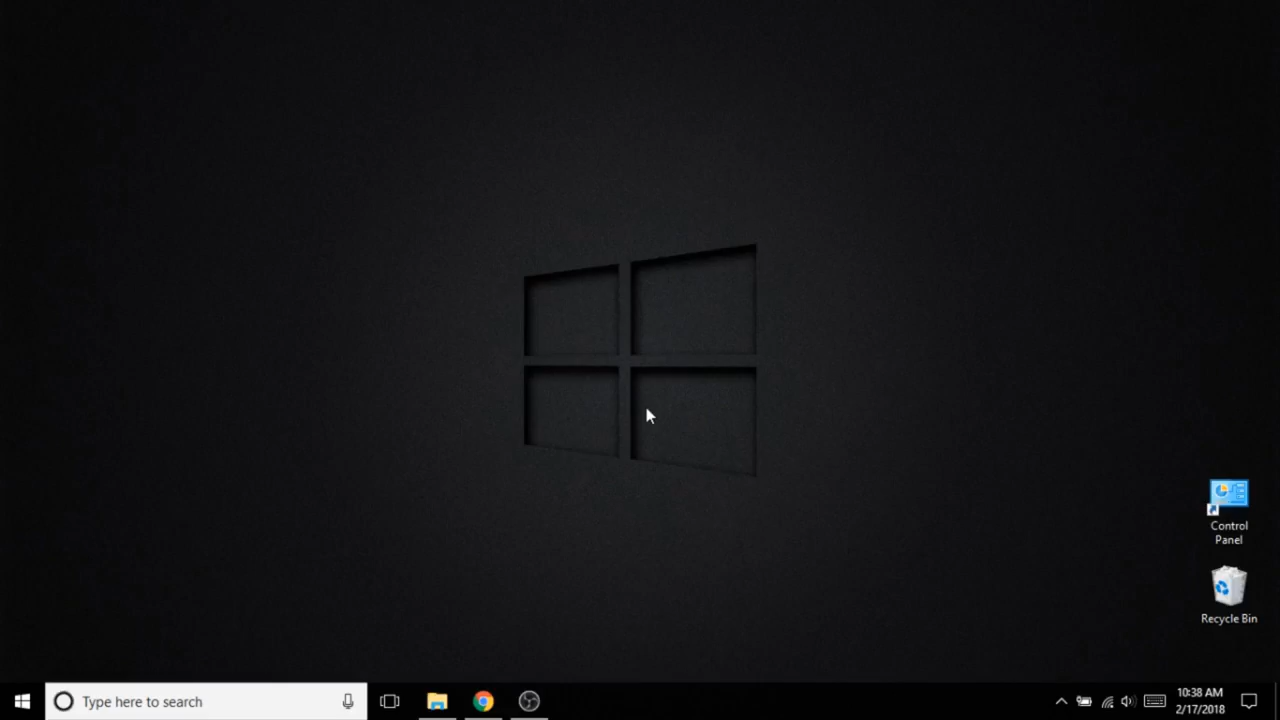 Control
Panel
Recycle Bin
Type here to search
10:38 AM
2/17/2018